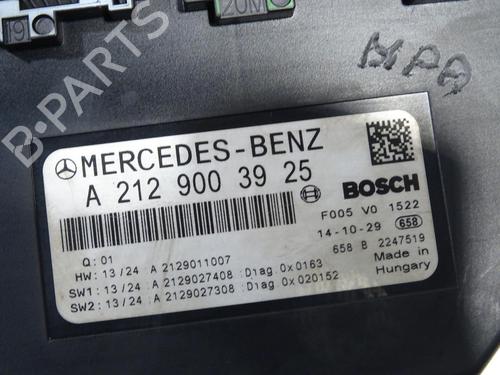 19
20M
MPA
B-PARTS
MERCEDES-BENZ
A 212 900 39 25
BOSCH
F005 V0 1522
14-10-29 658
658 B 2247519
Made in
Hungary
Q: 01
HW: 13/24 A 2129011007
SW1: 13/24 A 2129027408 :Diag 0x0163
SW2: 13/24 A 2129027308 :Diag 0x020152